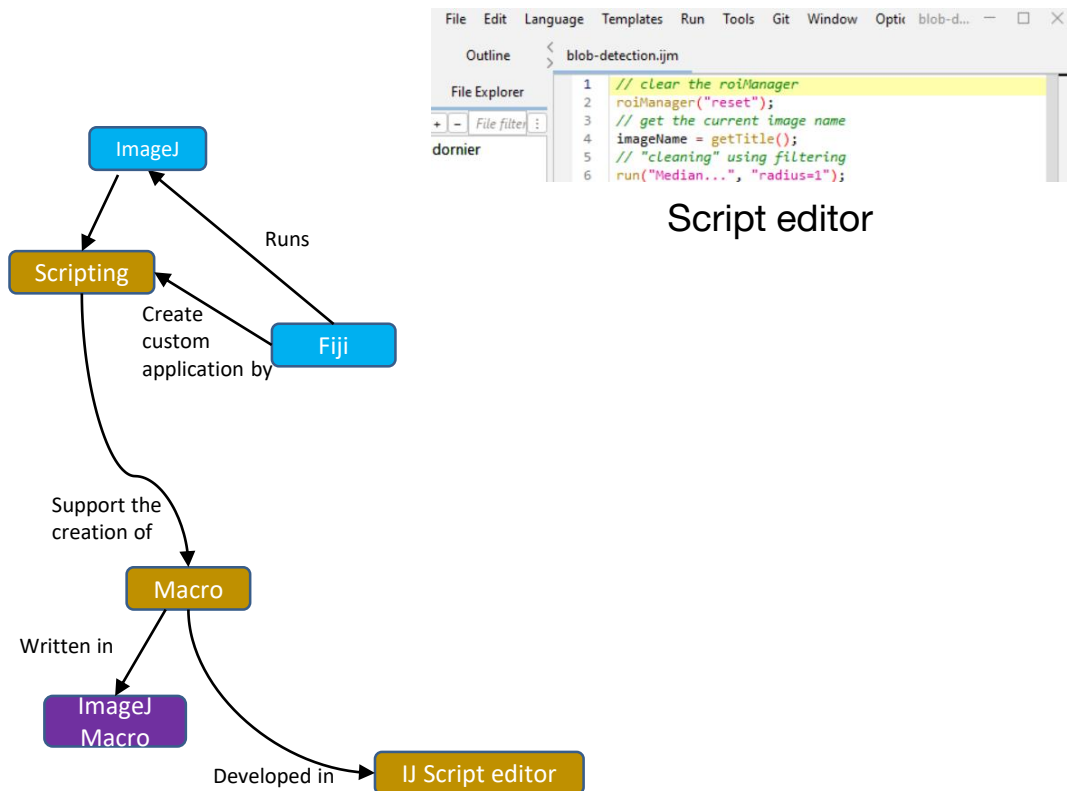 File Edit Language Templates Run Tools Git Window Optic blob-d...
Outline
blob-detection.ijm
File Explorer
+ - File filter
dornier
1 // clear the roiManager
2 roiManager("reset");
3 // get the current image name
4 imageName = getTitle();
5 // "cleaning" using filtering
6 run("Median...", "radius=1");
Script editor
ImageJ
Runs
Scripting
Create
custom
application by
Fiji
Support the
creation of
Macro
Written in
ImageJ
Macro
Developed in
IJ Script editor